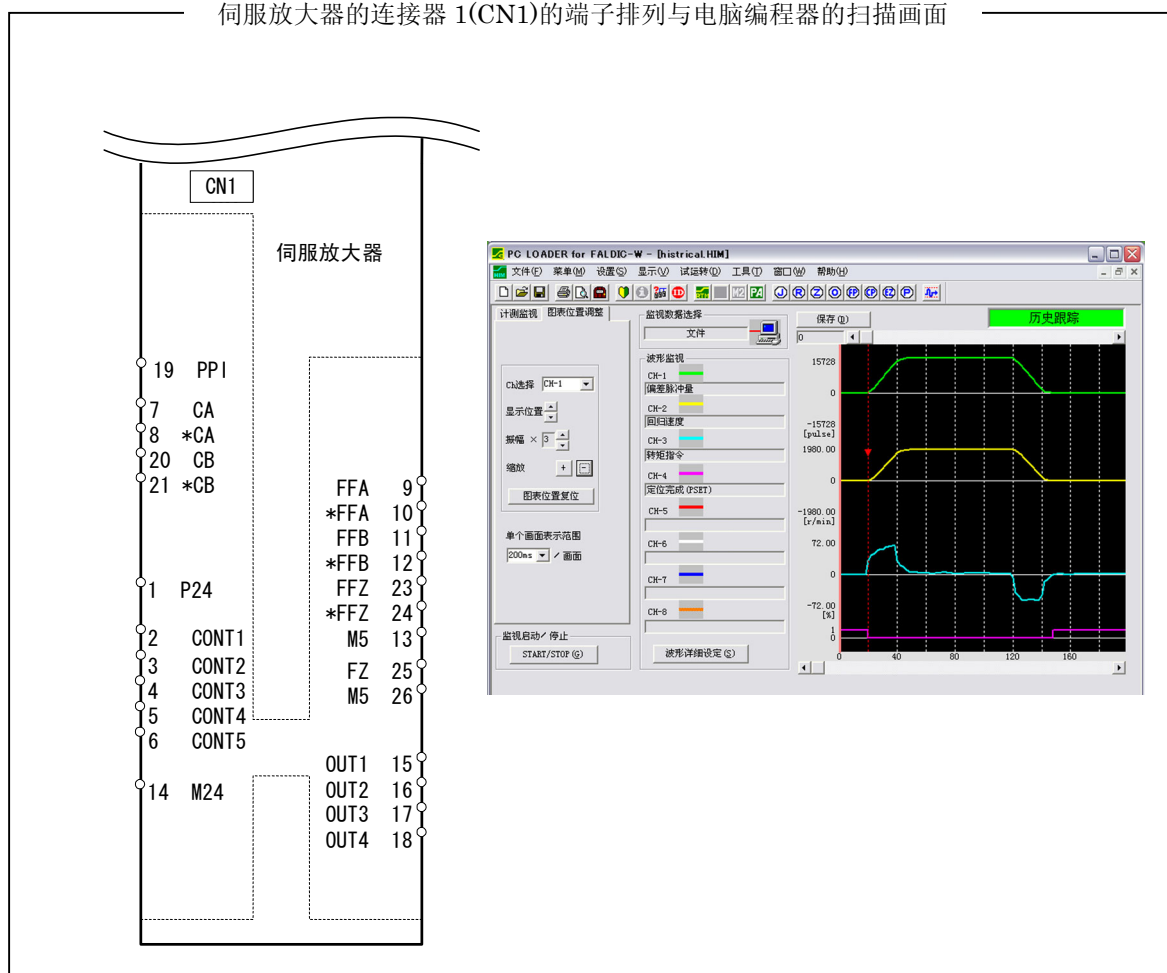 伺服放大器的连接器 1(CN1)的端子排列与电脑编程器的扫描画面
CN1
伺服放大器
19 PPI
7 CA
8 *CA
20 CB
21 *CB
1 P24
2 CONT1
3 CONT2
4 CONT3
5 CONT4
6 CONT5
14 M24
FFA 9
*FFA 10
FFB 11
*FFB 12
FFZ 23
*FFZ 24
M5 13
FZ 25
M5 26
OUT1 15
OUT2 16
OUT3 17
OUT4 18
PC LOADER for FALDIC-W - [histrical.HIM]
文件(F) 菜单(M) 设置(S) 显示(V) 试运转(D) 工具(T) 窗口(W) 帮助(H)
计测监视 图表位置调整
Ch选择 CH-1
显示位置
振幅 × 3
缩放 + -
图表位置复位
单个画面表示范围
200ms / 画面
监视启动/停止
START/STOP(G)
监视数据选择
文件
波形监视
CH-1
偏差脉冲量
CH-2
回归速度
CH-3
转矩指令
CH-4
定位完成(PSET)
CH-5
CH-6
CH-7
CH-8
波形详细设定(S)
保存(D)
历史跟踪
0
15728
0
-15728
[pulse]
1980.00
0
-1980.00
[r/min]
72.00
0
-72.00
[%]
1
0
0 40 80 120 160